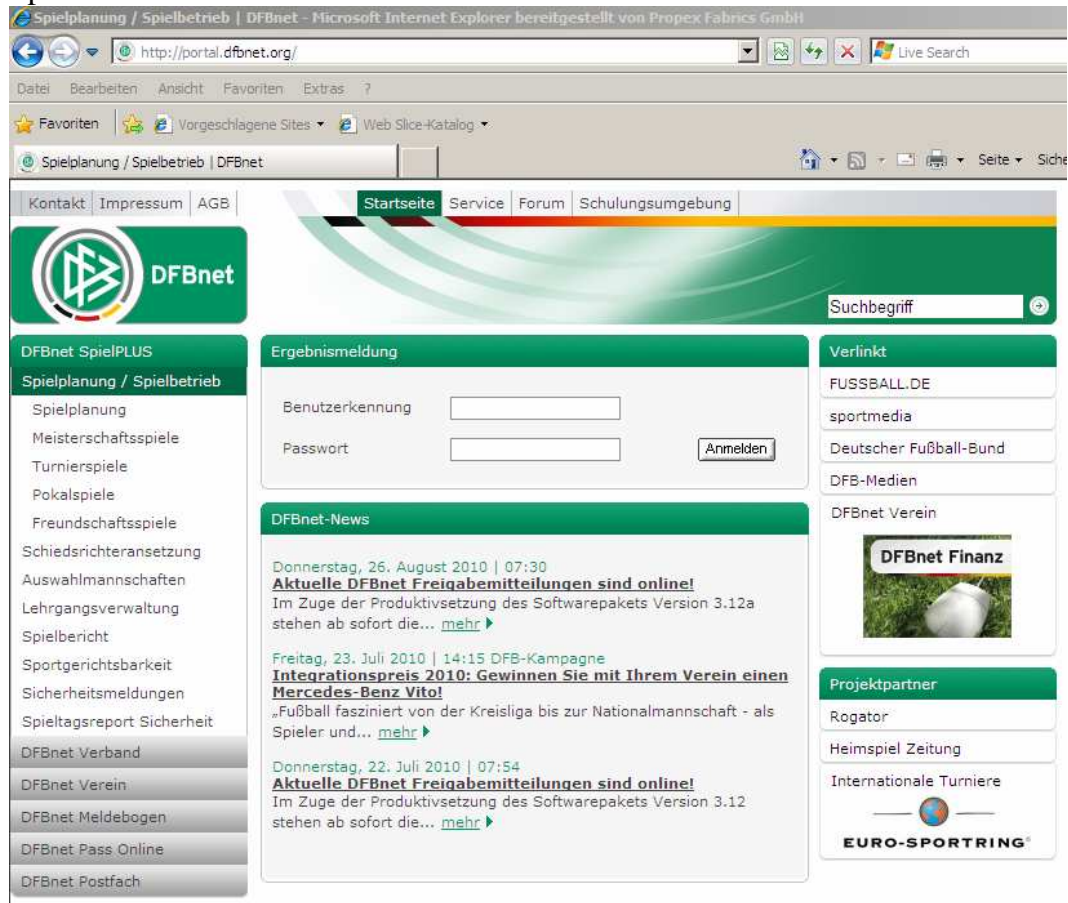 Spielplanung / Spielbetrieb | DFBnet - Microsoft Internet Explorer bereitgestellt von Propex Fabrics GmbH
http://portal.dfbnet.org/
Live Search
Datei Bearbeiten Ansicht Favoriten Extras ?
Favoriten Vorgeschlagene Sites Web Slice-Katalog
Spielplanung / Spielbetrieb | DFBnet
Seite Siche
Kontakt Impressum AGB
Startseite Service Forum Schulungsumgebung
DFBnet
Suchbegriff
DFBnet SpielPLUS
Spielplanung / Spielbetrieb
Spielplanung
Meisterschaftsspiele
Turnierspiele
Pokalspiele
Freundschaftsspiele
Schiedsrichteransetzung
Auswahlmannschaften
Lehrgangsverwaltung
Spielbericht
Sportgerichtsbarkeit
Sicherheitsmeldungen
Spieltagsreport Sicherheit
DFBnet Verband
DFBnet Verein
DFBnet Meldebogen
DFBnet Pass Online
DFBnet Postfach
Ergebnismeldung
Benutzerkennung
Passwort
Anmelden
DFBnet-News
Donnerstag, 26. August 2010 | 07:30
Aktuelle DFBnet Freigabemitteilungen sind online!
Im Zuge der Produktivsetzung des Softwarepakets Version 3.12a
stehen ab sofort die... mehr
Freitag, 23. Juli 2010 | 14:15 DFB-Kampagne
Integrationspreis 2010: Gewinnen Sie mit Ihrem Verein einen
Mercedes-Benz Vito!
„Fußball fasziniert von der Kreisliga bis zur Nationalmannschaft - als
Spieler und... mehr
Donnerstag, 22. Juli 2010 | 07:54
Aktuelle DFBnet Freigabemitteilungen sind online!
Im Zuge der Produktivsetzung des Softwarepakets Version 3.12
stehen ab sofort die... mehr
Verlinkt
FUSSBALL.DE
sportmedia
Deutscher Fußball-Bund
DFB-Medien
DFBnet Verein
DFBnet Finanz
Projektpartner
Rogator
Heimspiel Zeitung
Internationale Turniere
EURO-SPORTRING